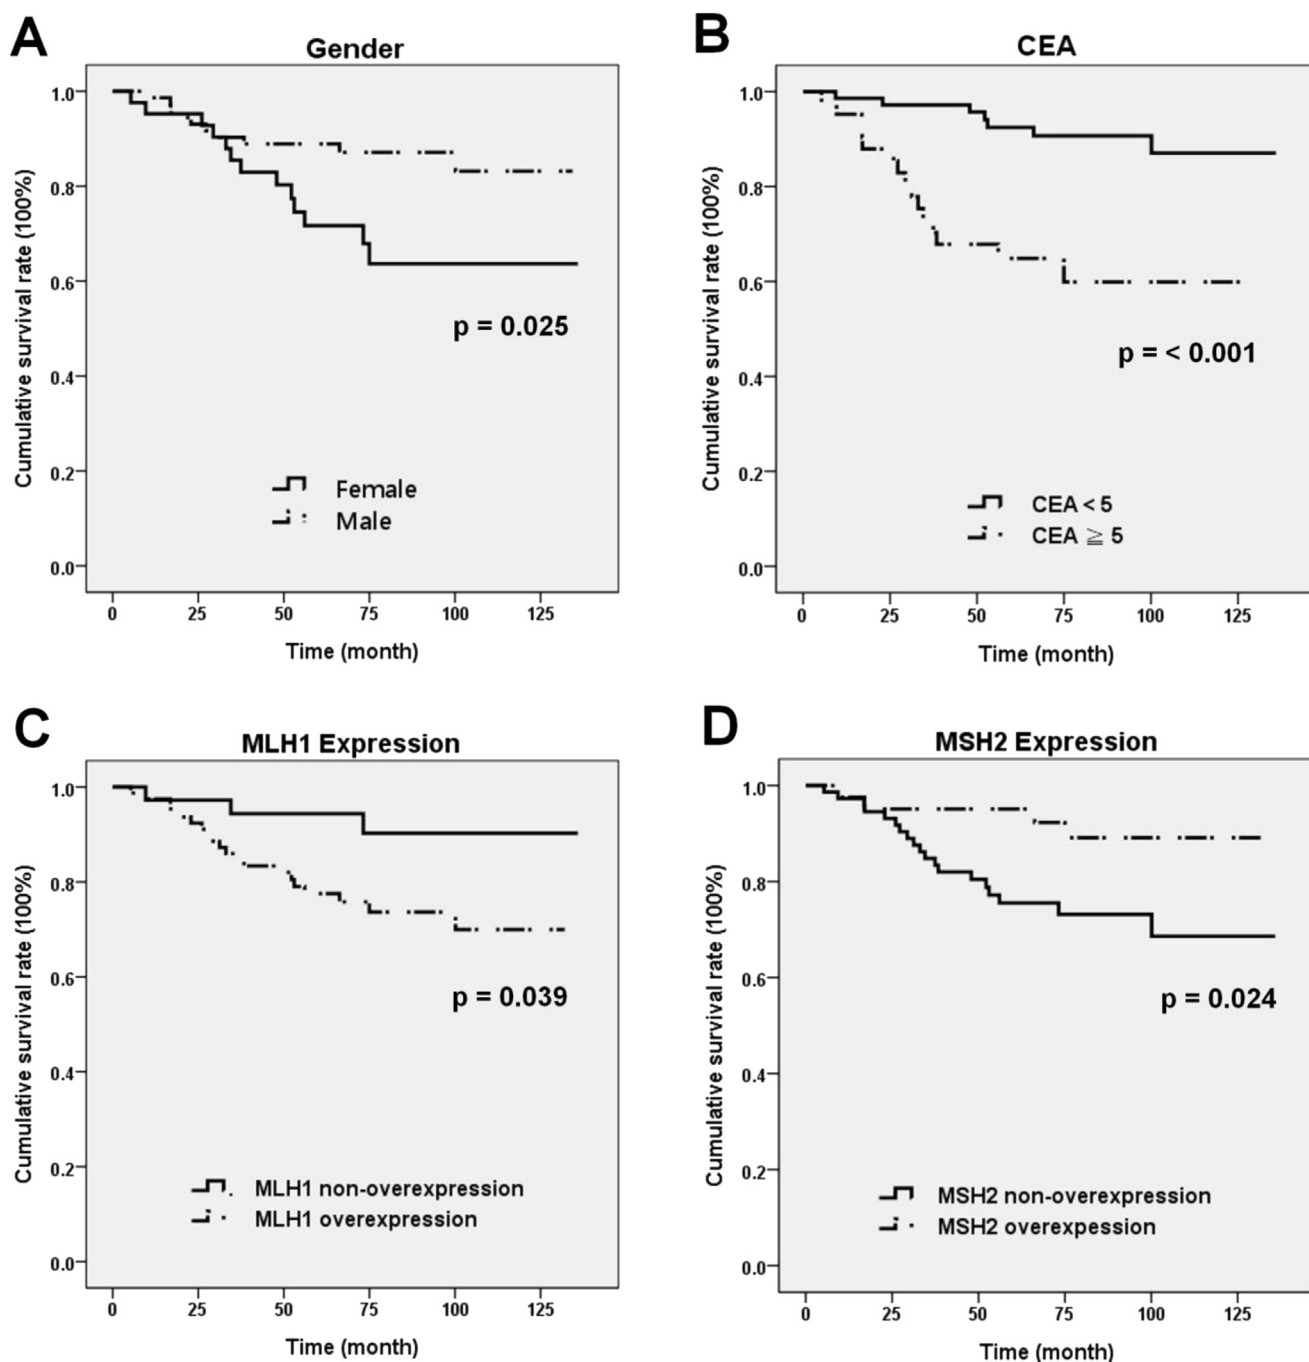 A
Gender
Cumulative survival rate (100%)
1.0
0.8
0.6
0.4
0.2
0.0
p = 0.025
Female
Male
0 25 50 75 100 125
Time (month)
B
CEA
Cumulative survival rate (100%)
1.0
0.8
0.6
0.4
0.2
0.0
p = < 0.001
CEA < 5
CEA ≧ 5
0 25 50 75 100 125
Time (month)
C
MLH1 Expression
Cumulative survival rate (100%)
1.0
0.8
0.6
0.4
0.2
0.0
p = 0.039
MLH1 non-overexpression
MLH1 overexpression
0 25 50 75 100 125
Time (month)
D
MSH2 Expression
Cumulative survival rate (100%)
1.0
0.8
0.6
0.4
0.2
0.0
p = 0.024
MSH2 non-overexpression
MSH2 overexpession
0 25 50 75 100 125
Time (month)